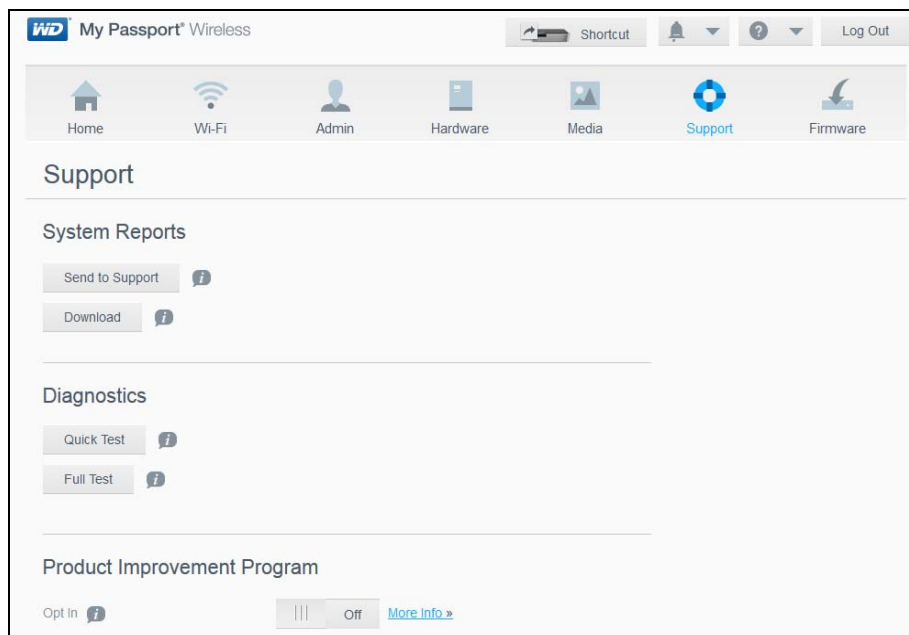 WD My Passport® Wireless
Shortcut
Log Out
Home Wi-Fi Admin Hardware Media Support Firmware
Support
System Reports
Send to Support
Download
Diagnostics
Quick Test
Full Test
Product Improvement Program
Opt In Off More Info »